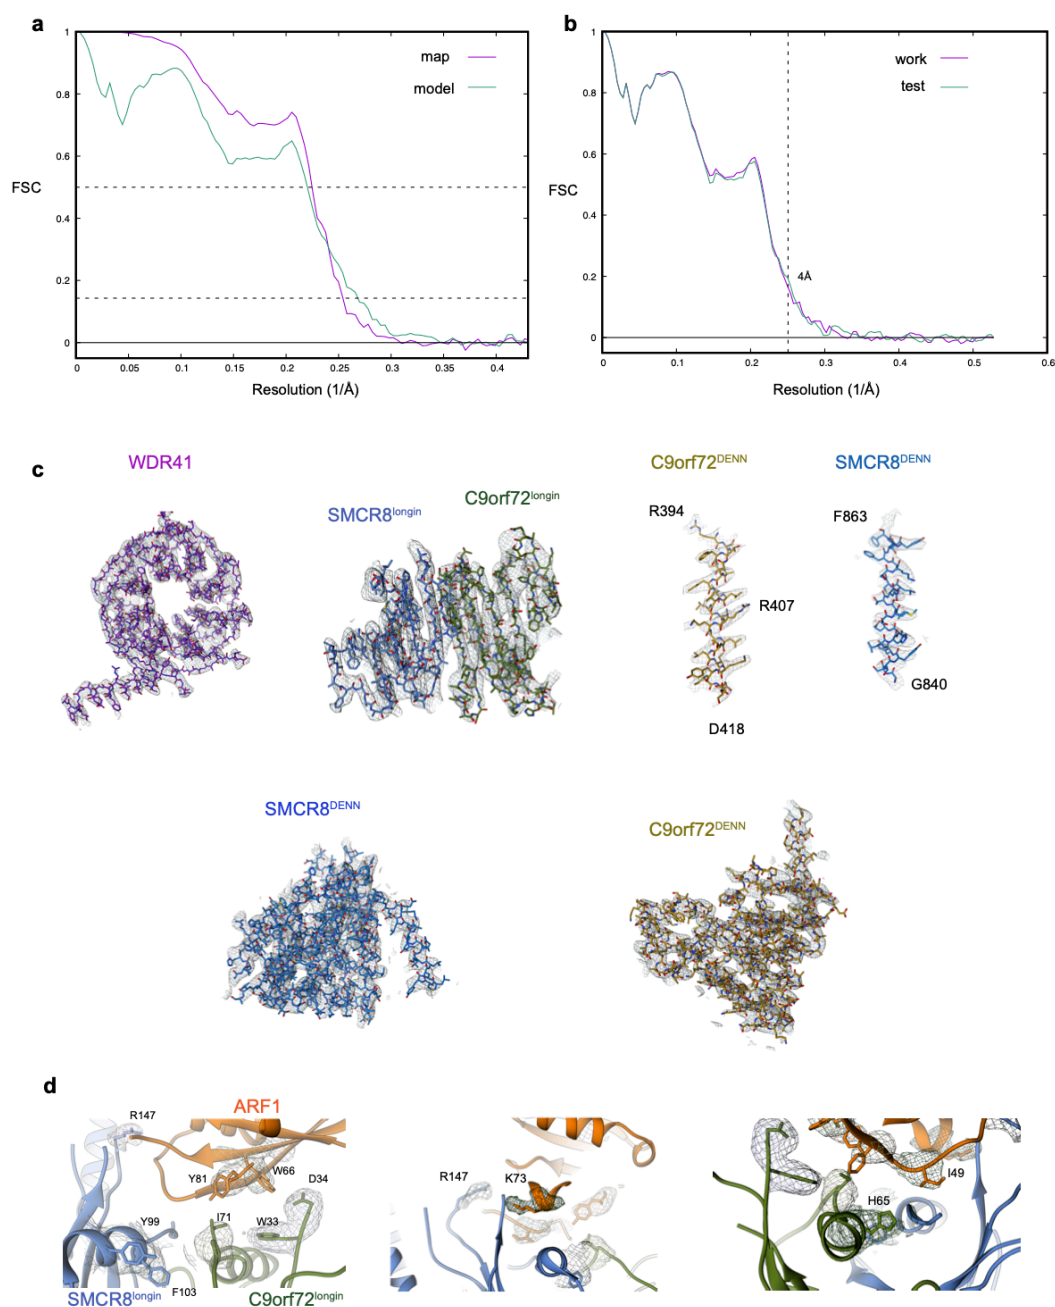 a
1
0.8
0.6
0.4
0.2
0
FSC
map
model
0 0.05 0.1 0.15 0.2 0.25 0.3 0.35 0.4
Resolution (1/Å)
b
1
0.8
0.6
0.4
0.2
0
FSC
work
test
4Å
0 0.1 0.2 0.3 0.4 0.5 0.6
Resolution (1/Å)
c
WDR41
SMCR8longin
C9orf72longin
C9orf72DENN
R394
R407
D418
SMCR8DENN
F863
G840
SMCR8DENN
C9orf72DENN
d
ARF1
R147
Y81
W66
D34
Y99
I71
W33
F103
SMCR8longin
C9orf72longin
R147
K73
I49
H65